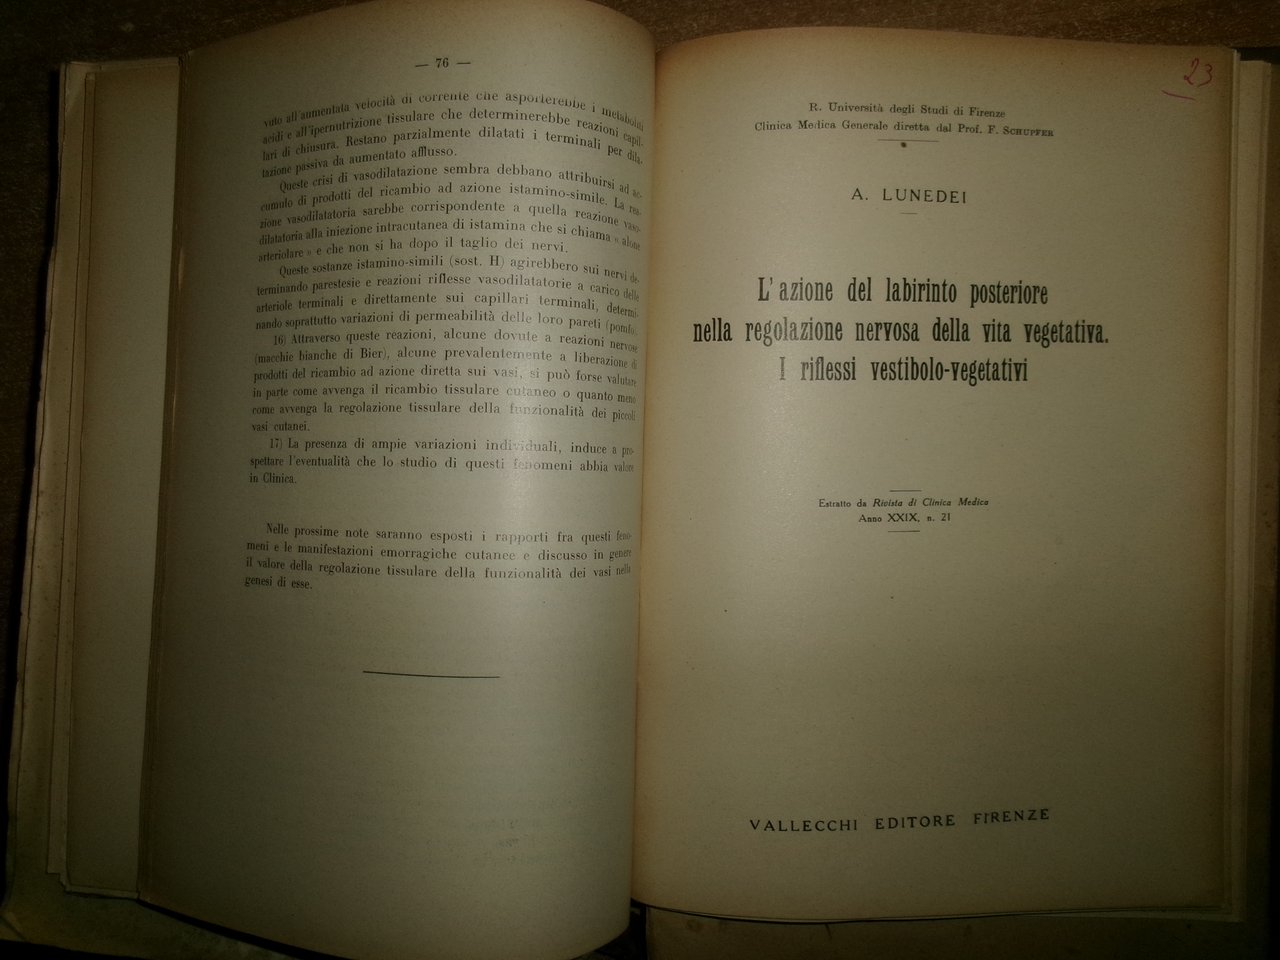 — 76 —
vuto all'aumentata velocità di corrente che asporterebbe i metaboliti
acidi e all'ipernutrizione tissulare che determinerebbe reazioni capil-
lari di chiusura. Restano parzialmente dilatati i terminali per dila-
tazione passiva da aumentato afflusso.
Queste crisi di vasodilatazione sembra debbano attribuirsi ad ac-
cumulo di prodotti del ricambio ad azione istamino-simile. La rea-
zione vasodilatatoria sarebbe corrispondente a quella reazione vaso-
dilatatoria alla iniezione intracutanea di istamina che si chiama « alone
arteriolare » e che non si ha dopo il taglio dei nervi.
Queste sostanze istamino-simili (sost. H) agirebbero sui nervi de-
terminando parestesie e reazioni riflesse vasodilatatorie a carico delle
arteriole terminali e direttamente sui capillari terminali, determi-
nando soprattutto variazioni di permeabilità delle loro pareti (pomfo).
16) Attraverso queste reazioni, alcune dovute a reazioni nervose
(macchie bianche di Bier), alcune prevalentemente a liberazione di
prodotti del ricambio ad azione diretta sui vasi, si può forse valutare
in parte come avvenga il ricambio tissulare cutaneo o quanto meno
come avvenga la regolazione tissulare della funzionalità dei piccoli
vasi cutanei.
17) La presenza di ampie variazioni individuali, induce a pro-
spettare l'eventualità che lo studio di questi fenomeni abbia valore
in Clinica.
Nelle prossime note saranno esposti i rapporti fra questi feno-
meni e le manifestazioni emorragiche cutanee e discusso in genere
il valore della regolazione tissulare della funzionalità dei vasi nella
genesi di esse.
23
R. Università degli Studi di Firenze
Clinica Medica Generale diretta dal Prof. F. SCHUPFER
A. LUNEDEI
L'azione del labirinto posteriore
nella regolazione nervosa della vita vegetativa.
I riflessi vestibolo-vegetativi
Estratto da Rivista di Clinica Medica
Anno XXIX, n. 21
VALLECCHI EDITORE FIRENZE